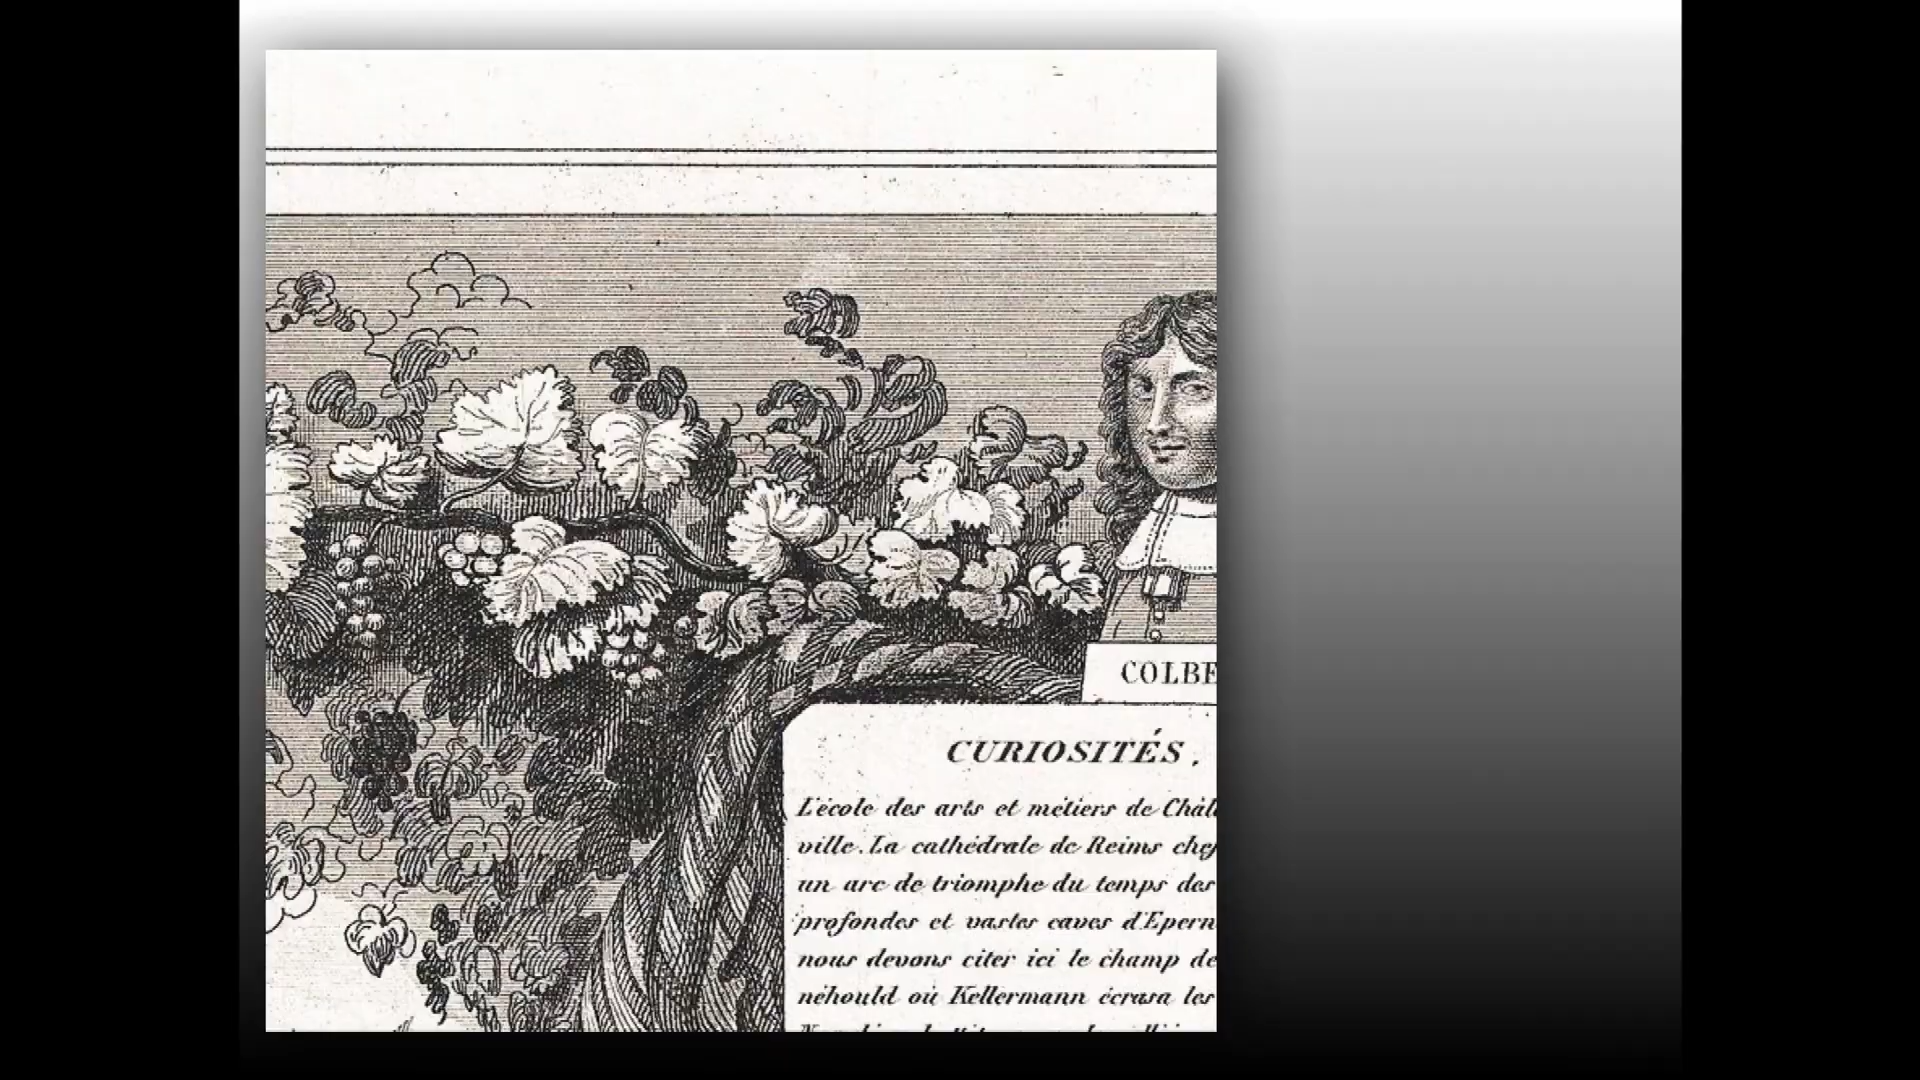 COLBE
CURIOSITÉS.
L'école des arts et métiers de Châl
ville. La cathédrale de Reims chef
un arc de triomphe du temps des
profondes et vastes caves d'Epern
nous devons citer ici le champ de
néhould où Kellermann écrasa les